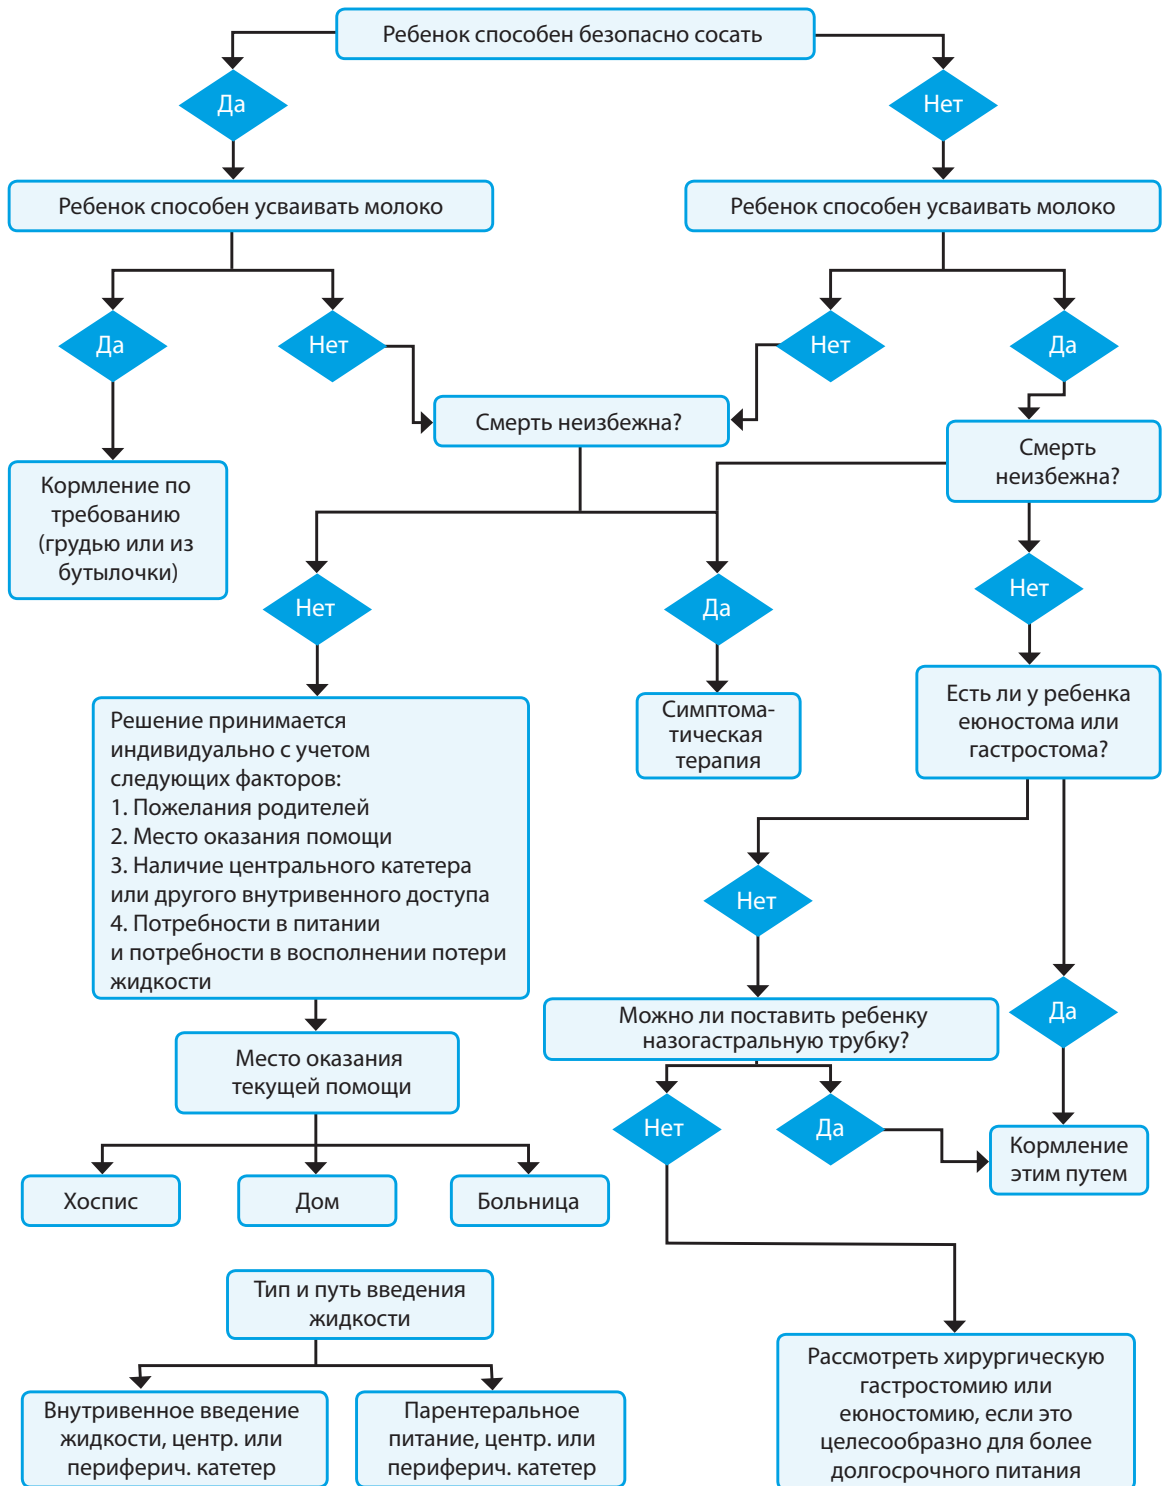 Ребенок способен безопасно сосать
Да
Нет
Ребенок способен усваивать молоко
Ребенок способен усваивать молоко
Да
Нет
Нет
Да
Смерть неизбежна?
Смерть
неизбежна?
Кормление по
требованию
(грудью или из
бутылочки)
Нет
Да
Нет
Решение принимается
индивидуально с учетом
следующих факторов:
1. Пожелания родителей
2. Место оказания помощи
3. Наличие центрального катетера
или другого внутривенного доступа
4. Потребности в питании
и потребности в восполнении потери
жидкости
Симптома-
тическая
терапия
Есть ли у ребенка
еюностома или
гастростома?
Нет
Да
Можно ли поставить ребенку
назогастральную трубку?
Место оказания
текущей помощи
Нет
Да
Кормление
этим путем
Хоспис
Дом
Больница
Тип и путь введения
жидкости
Внутривенное введение
жидкости, центр. или
периферич. катетер
Парентеральное
питание, центр. или
периферич. катетер
Рассмотреть хирургическую
гастростомию или
еюностомию, если это
целесообразно для более
долгосрочного питания